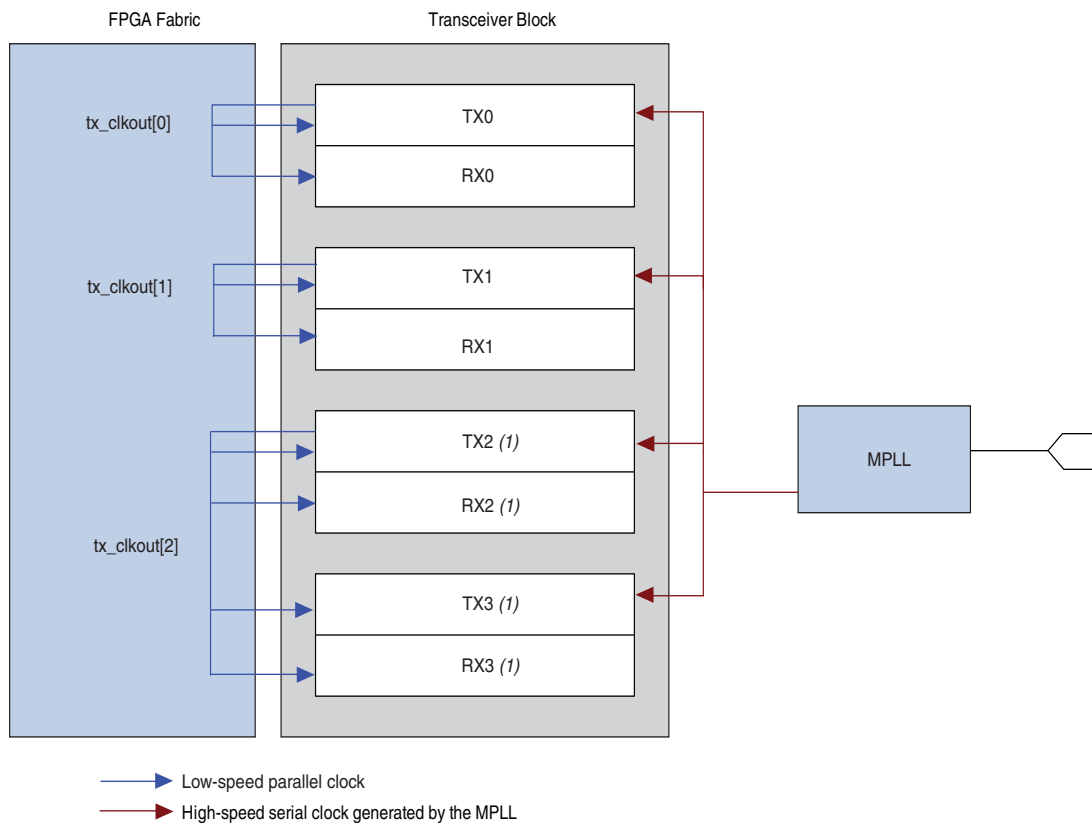 FPGA Fabric
Transceiver Block
tx_clkout[0]
TX0
RX0
tx_clkout[1]
TX1
RX1
tx_clkout[2]
TX2 (1)
RX2 (1)
TX3 (1)
RX3 (1)
MPLL
Low-speed parallel clock
High-speed serial clock generated by the MPLL